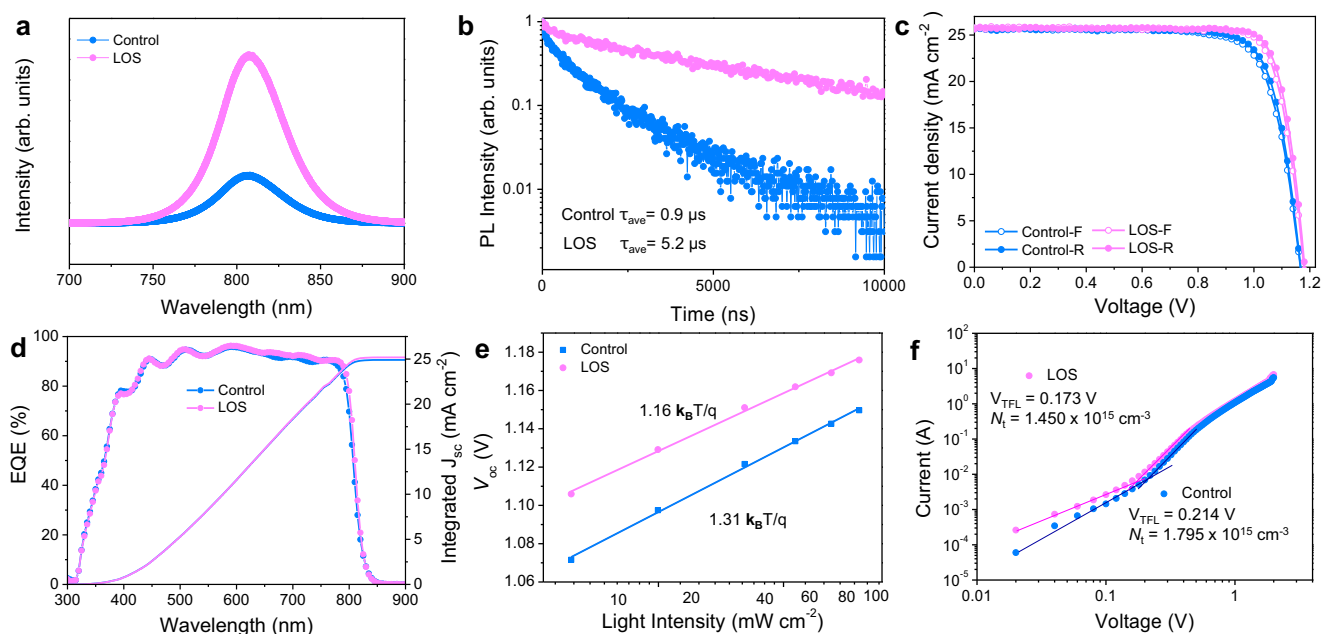 a
Control
LOS
Intensity (arb. units)
700 750 800 850 900
Wavelength (nm)
b
1
0.1
0.01
PL Intensity (arb. units)
Control τave= 0.9 µs
LOS τave= 5.2 µs
0 5000 10000
Time (ns)
c
25
20
15
10
5
0
Current density (mA cm-2)
Control-F LOS-F
Control-R LOS-R
0.0 0.2 0.4 0.6 0.8 1.0 1.2
Voltage (V)
d
100
80
60
40
20
0
EQE (%)
Control
LOS
30
25
20
15
10
5
0
Integrated Jsc (mA cm-2)
300 400 500 600 700 800 900
Wavelength (nm)
e
1.18
1.16
1.14
1.12
1.10
1.08
1.06
Voc (V)
Control
LOS
1.16 kBT/q
1.31 kBT/q
10 20 30 40 50 60 70 80 90 100
Light Intensity (mW cm-2)
f
10²
10¹
10⁰
10-1
10-2
10-3
10-4
10-5
Current (A)
LOS
VTFL = 0.173 V
Nt = 1.450 x 10¹⁵ cm-3
Control
VTFL = 0.214 V
Nt = 1.795 x 10¹⁵ cm-3
0.01 0.1 1
Voltage (V)